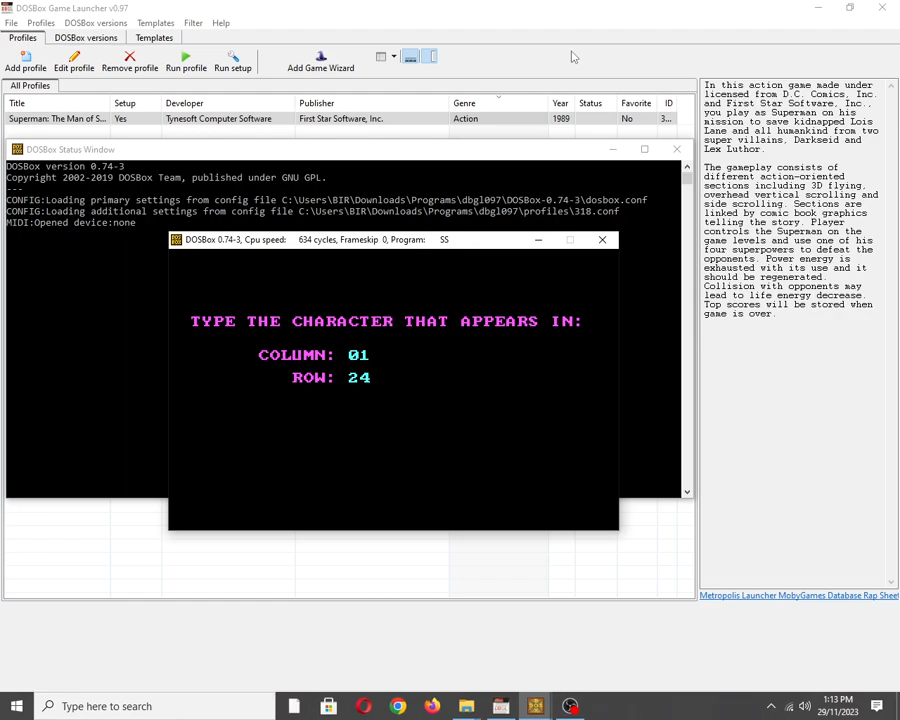 DOSBox Game Launcher v0.97
File Profiles DOSBox versions Templates Filter Help
Profiles DOSBox versions Templates
Add profile Edit profile Remove profile Run profile Run setup Add Game Wizard
All Profiles
Title Setup Developer Publisher Genre Year Status Favorite ID
Superman: The Man of S... Yes Tynesoft Computer Software First Star Software, Inc. Action 1989 No 3...
DOSBox Status Window
DOSBox version 0.74-3
Copyright 2002-2019 DOSBox Team, published under GNU GPL.
---
CONFIG:Loading primary settings from config file C:\Users\BIR\Downloads\Programs\dbgl097\DOSBox-0.74-3\dosbox.conf
CONFIG:Loading additional settings from config file C:\Users\BIR\Downloads\Programs\dbgl097\profiles\318.conf
MIDI:Opened device:none
DOSBox 0.74-3, Cpu speed: 634 cycles, Frameskip 0, Program: SS
TYPE THE CHARACTER THAT APPEARS IN:
COLUMN: 01
ROW: 24
In this action game made under
licensed from D.C. Comics, Inc.
and First Star Software, Inc.,
you play as Superman on his
mission to save kidnapped Lois
Lane and all humankind from two
super villains, Darkseid and
Lex Luthor.
The gameplay consists of
different action-oriented
sections including 3D flying,
overhead vertical scrolling and
side scrolling. Sections are
linked by comic book graphics
telling the story. Player
controls the Superman on the
game levels and use one of his
four superpowers to defeat the
opponents. Power energy is
exhausted with its use and it
should be regenerated.
Collision with opponents may
lead to life energy decrease.
Top scores will be stored when
game is over.
Metropolis Launcher MobyGames Database Rap Sheet
Type here to search
1:13 PM
29/11/2023